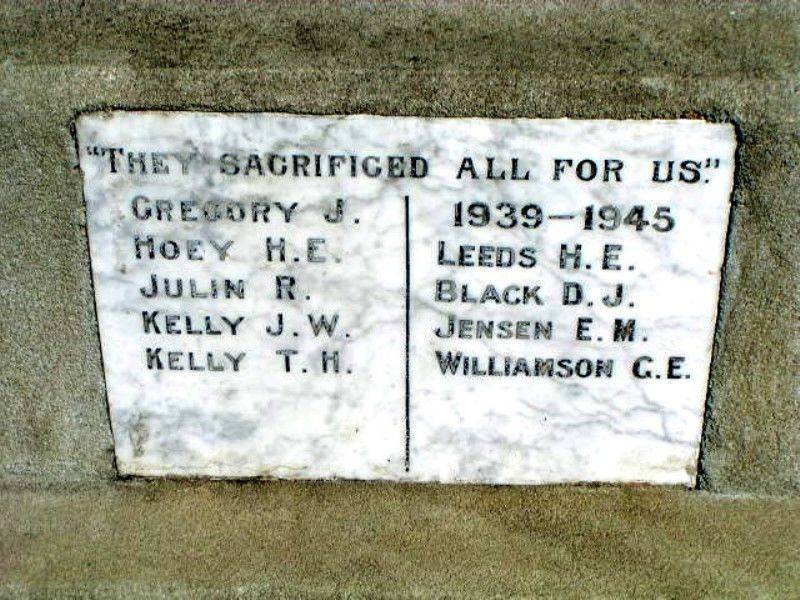 "THEY SACRIFICED ALL FOR US."
GREGORY J.
HOEY H.E.
JULIN R.
KELLY J.W.
KELLY T.H.
1939-1945
LEEDS H.E.
BLACK D.J.
JENSEN E.M.
WILLIAMSON G.E.